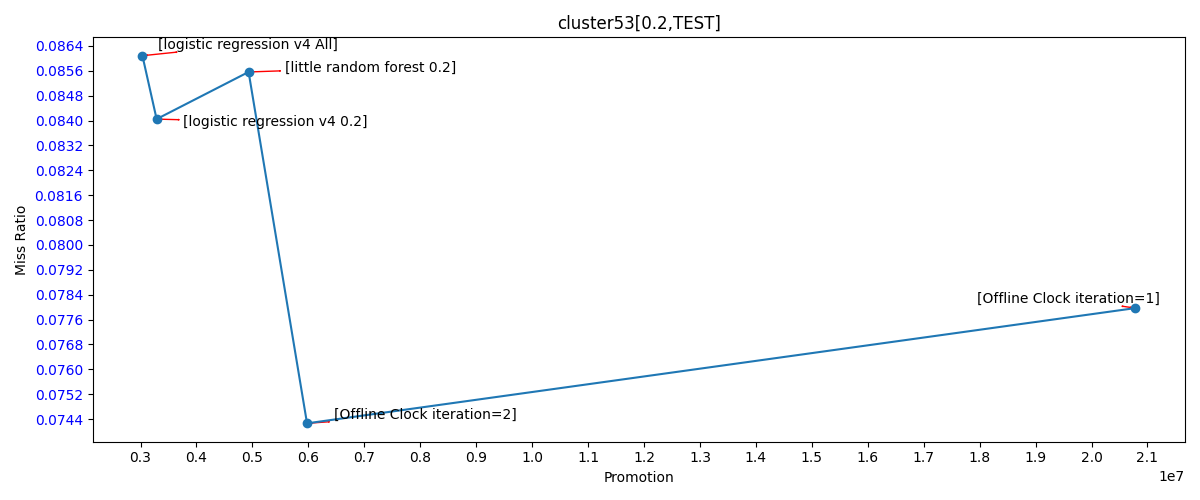 cluster53[0.2,TEST]
Miss Ratio
0.0864
0.0856
0.0848
0.0840
0.0832
0.0824
0.0816
0.0808
0.0800
0.0792
0.0784
0.0776
0.0768
0.0760
0.0752
0.0744
[logistic regression v4 All]
[little random forest 0.2]
[logistic regression v4 0.2]
[Offline Clock iteration=1]
[Offline Clock iteration=2]
0.3 0.4 0.5 0.6 0.7 0.8 0.9 1.0 1.2 1.3 1.4 1.5 1.6 1.7 1.8 1.9 2.0 2.1
1e7
Promotion